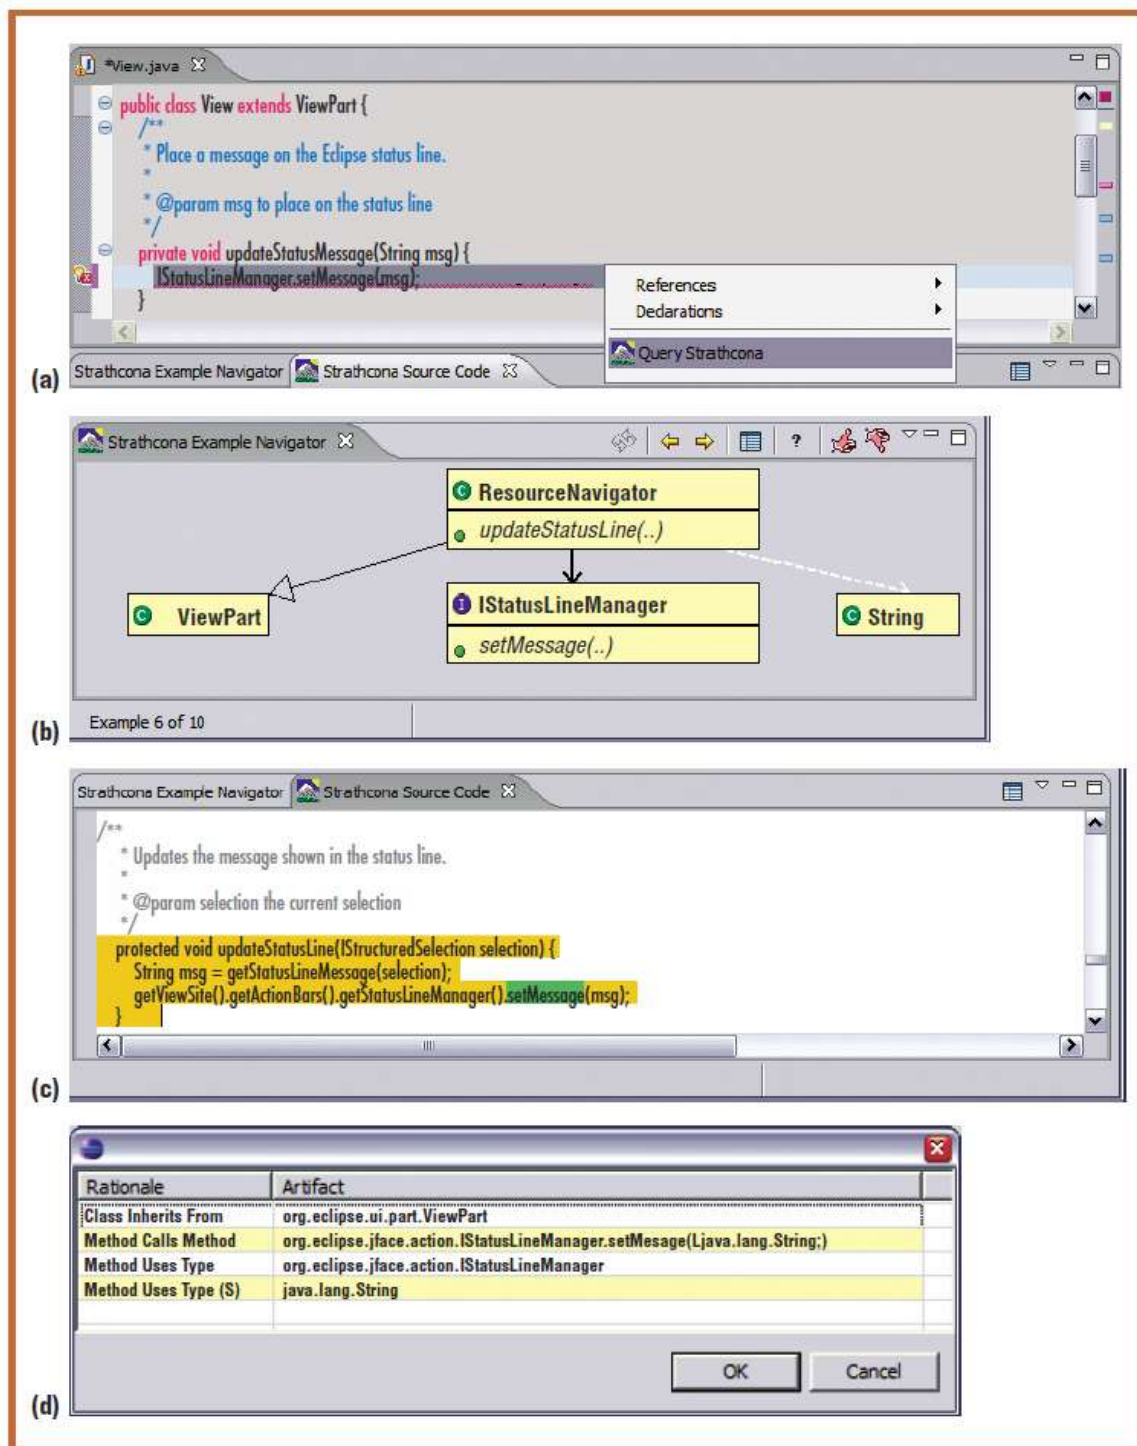 *View.java
public class View extends ViewPart {
/**
* Place a message on the Eclipse status line.
*
* @param msg to place on the status line
*/
private void updateStatusMessage(String msg) {
IStatusLineManager.setMessage(msg);
}
References
Declarations
Query Strathcona
(a)
Strathcona Example Navigator Strathcona Source Code
Strathcona Example Navigator
?
C ResourceNavigator
updateStatusLine(..)
C ViewPart
I IStatusLineManager
setMessage(..)
C String
Example 6 of 10
(b)
Strathcona Example Navigator Strathcona Source Code
/**
* Updates the message shown in the status line.
*
* @param selection the current selection
*/
protected void updateStatusLine(IStructuredSelection selection) {
String msg = getStatusLineMessage(selection);
getViewSite().getActionBars().getStatusLineManager().setMessage(msg);
}
(c)
Rationale Artifact
Class Inherits From org.eclipse.ui.part.ViewPart
Method Calls Method org.eclipse.jface.action.IStatusLineManager.setMesage(Ljava.lang.String;)
Method Uses Type org.eclipse.jface.action.IStatusLineManager
Method Uses Type (S) java.lang.String
OK Cancel
(d)